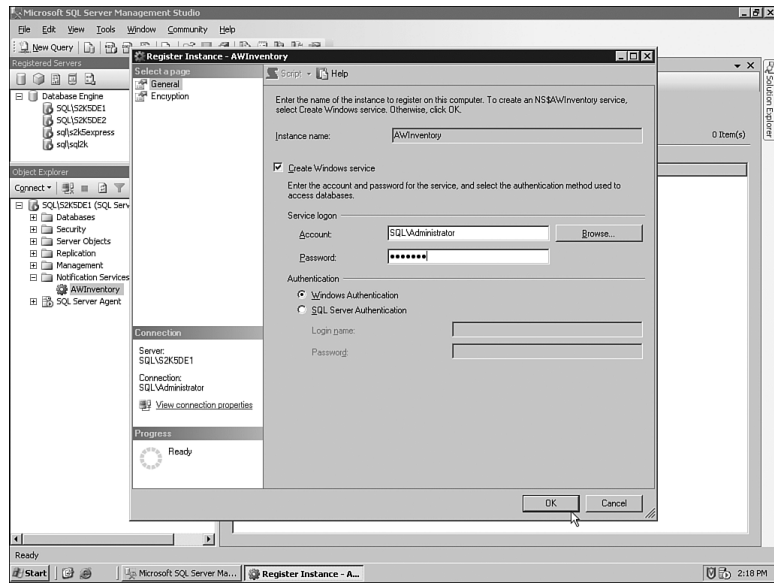 Microsoft SQL Server Management Studio
File Edit View Tools Window Community Help
New Query
Registered Servers
Database Engine
SQL\S2K5DE1
SQL\S2K5DE2
sql\s2k5express
sql\sql2k
Object Explorer
Connect
SQL\S2K5DE1 (SQL Serv
Databases
Security
Server Objects
Replication
Management
Notification Services
AWInventory
SQL Server Agent
Register Instance - AWInventory
Select a page
General
Encryption
Script Help
Enter the name of the instance to register on this computer. To create an NS$AWInventory service,
select Create Windows service. Otherwise, click OK.
Instance name: AWInventory
Create Windows service
Enter the account and password for the service, and select the authentication method used to
access databases.
Service logon
Account: SQL\Administrator Browse...
Password: •••••••
Authentication
Windows Authentication
SQL Server Authentication
Login name:
Password:
Connection
Server:
SQL\S2K5DE1
Connection:
SQL\Administrator
View connection properties
Progress
Ready
OK Cancel
0 Item(s)
Solution Explorer
Ready
Start Microsoft SQL Server Ma... Register Instance - A... 2:18 PM